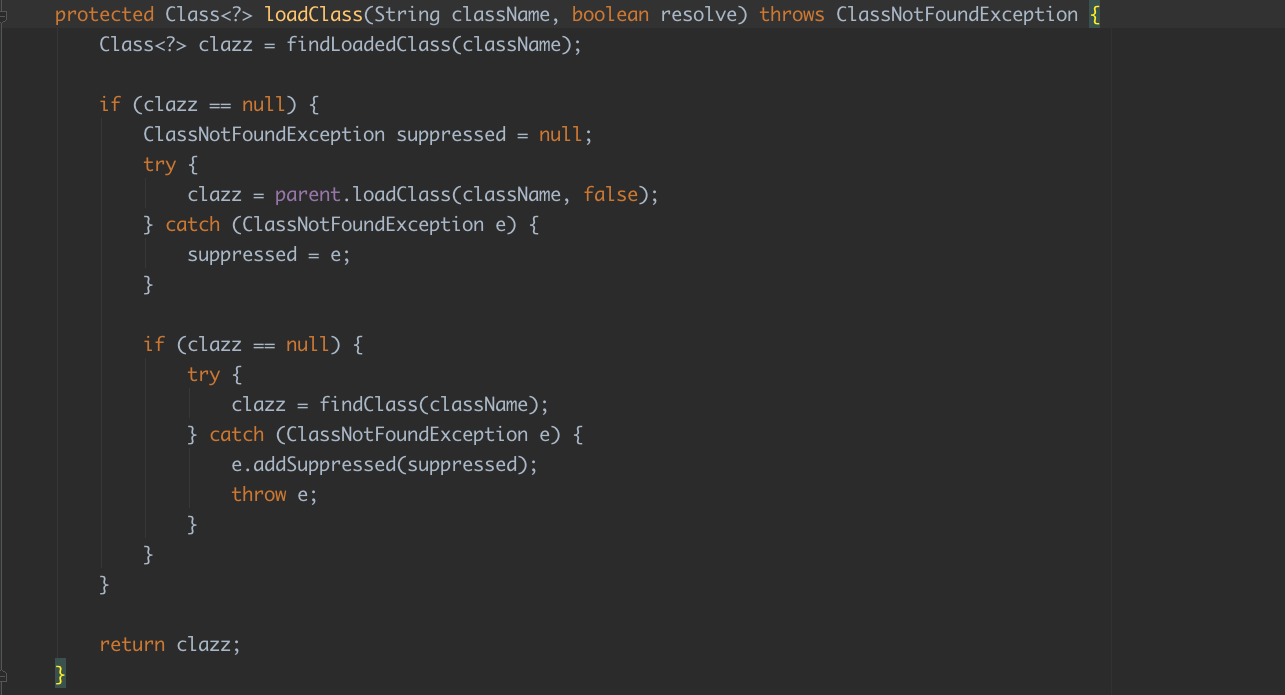 protected Class<?> loadClass(String className, boolean resolve) throws ClassNotFoundException {
    Class<?> clazz = findLoadedClass(className);

    if (clazz == null) {
        ClassNotFoundException suppressed = null;
        try {
            clazz = parent.loadClass(className, false);
        } catch (ClassNotFoundException e) {
            suppressed = e;
        }

        if (clazz == null) {
            try {
                clazz = findClass(className);
            } catch (ClassNotFoundException e) {
                e.addSuppressed(suppressed);
                throw e;
            }
        }
    }

    return clazz;
}